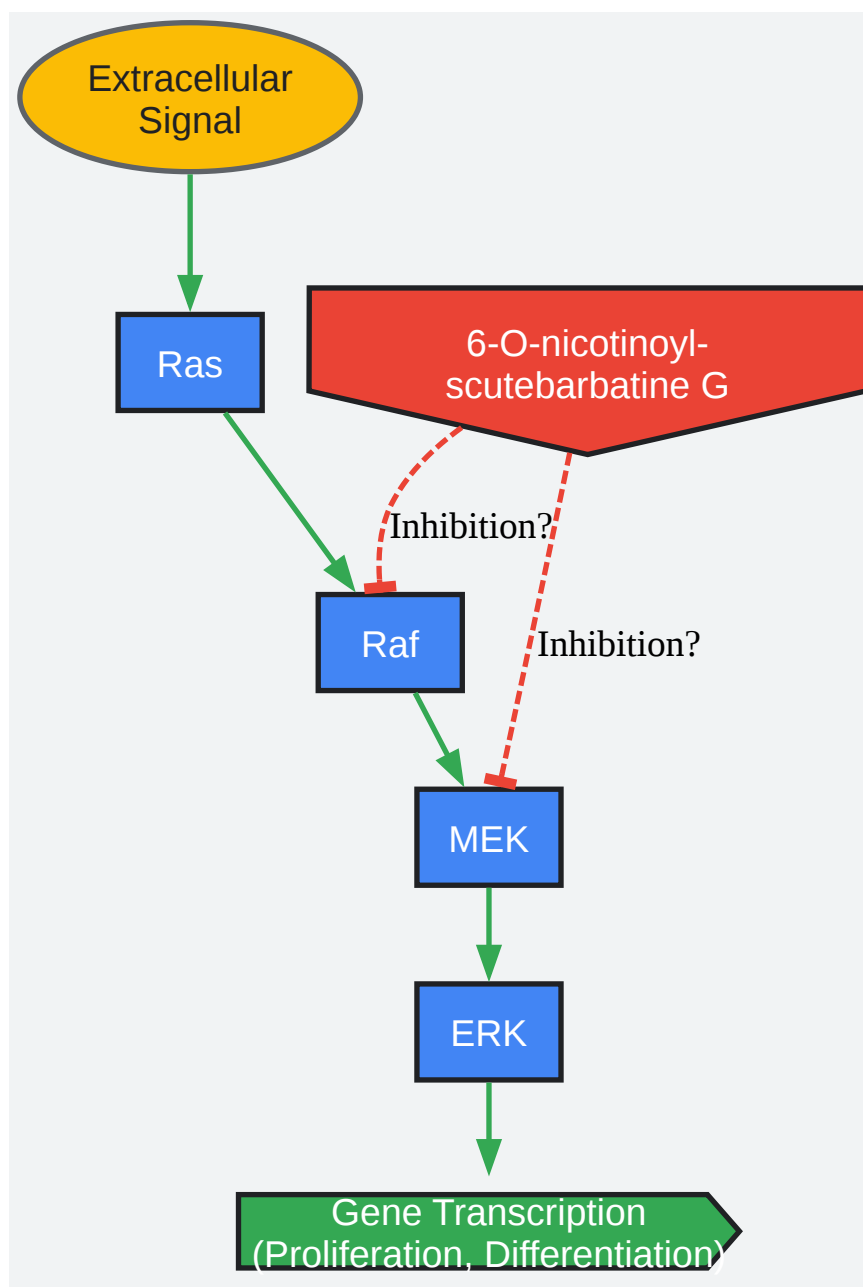 Extracellular
Signal
Ras
6-O-nicotinoyl-
scutebarbatine G
Inhibition?
Raf
Inhibition?
MEK
ERK
Gene Transcription
(Proliferation, Differentiation)